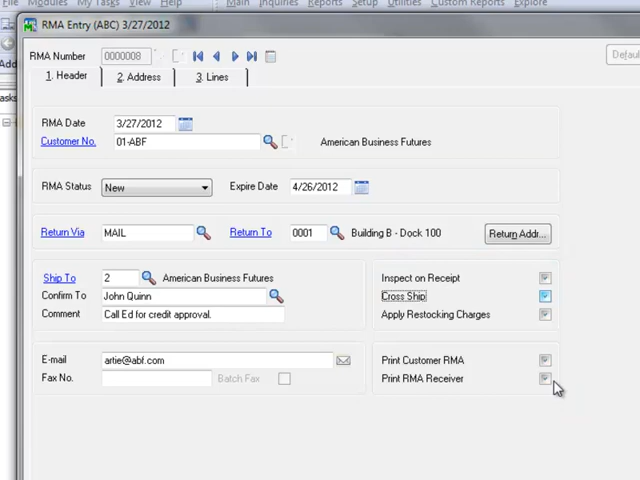 File Modules My Tasks View Help Main Inquiries Reports Setup Utilities Custom Reports Explore
RMA Entry (ABC) 3/27/2012
RMA Number 0000008
1. Header 2. Address 3. Lines
RMA Date 3/27/2012
Customer No. 01-ABF American Business Futures
RMA Status New Expire Date 4/26/2012
Return Via MAIL Return To 0001 Building B - Dock 100 Return Addr...
Ship To 2 American Business Futures
Inspect on Receipt
Confirm To John Quinn
Cross Ship
Comment Call Ed for credit approval.
Apply Restocking Charges
E-mail artie@abf.com
Print Customer RMA
Fax No. Batch Fax
Print RMA Receiver